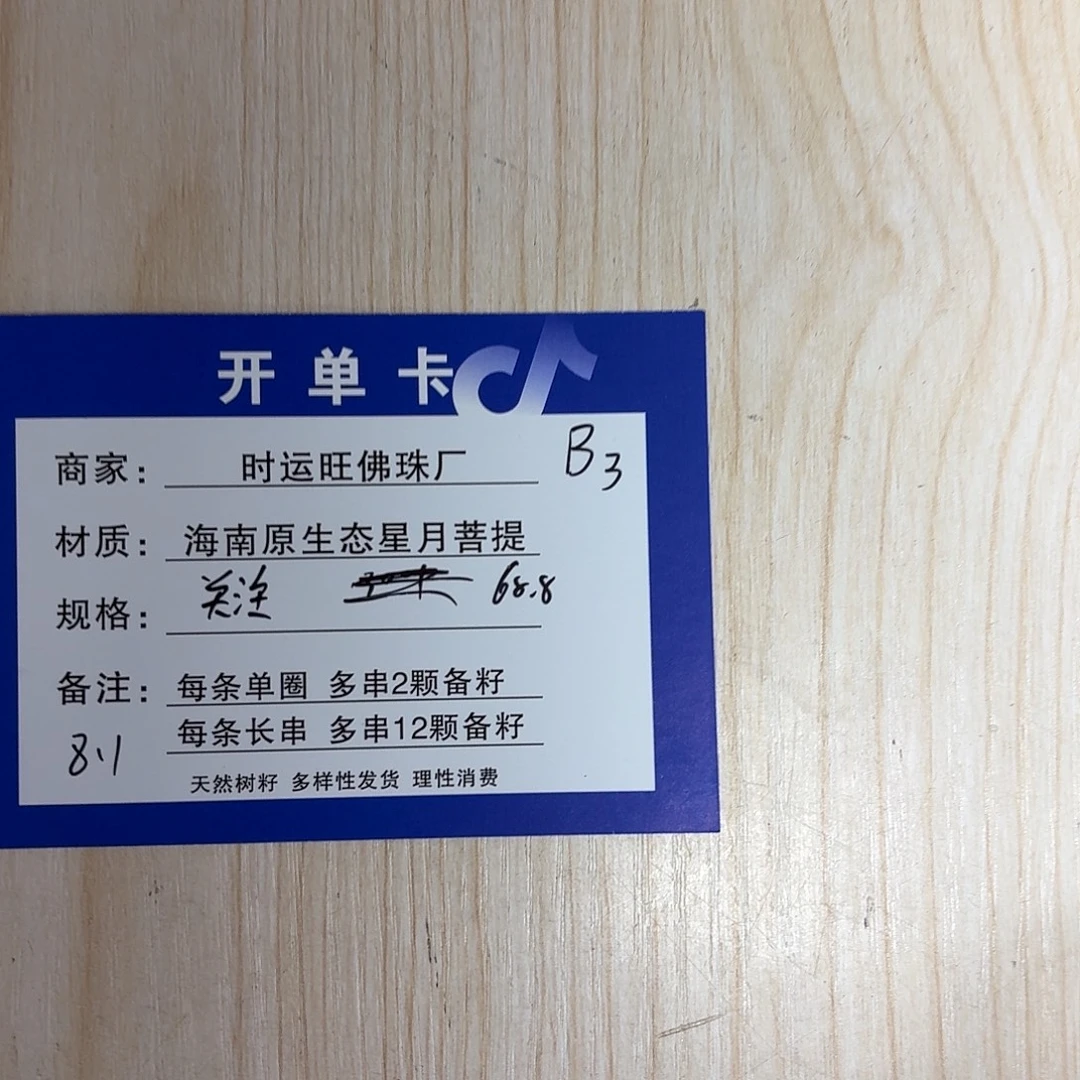 开单卡
商家： 时运旺佛珠厂 B3
材质： 海南原生态星月菩提
规格： 关注 68.8
备注： 每条单圈 多串2颗备籽
每条长串 多串12颗备籽
8.1
天然树籽 多样性发货 理性消费